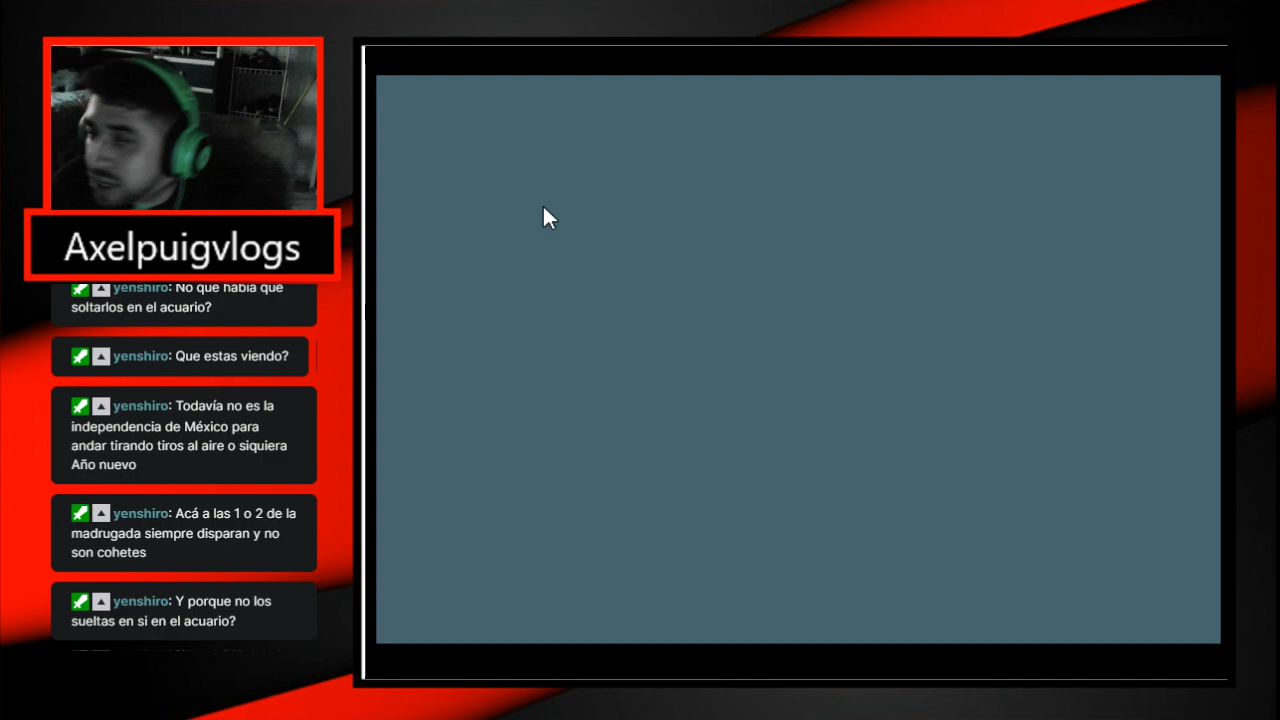 Axelpuigvlogs
yenshiro: No que habia que
soltarlos en el acuario?
yenshiro: Que estas viendo?
yenshiro: Todavía no es la
independencia de México para
andar tirando tiros al aire o siquiera
Año nuevo
yenshiro: Acá a las 1 o 2 de la
madrugada siempre disparan y no
son cohetes
yenshiro: Y porque no los
sueltas en si en el acuario?